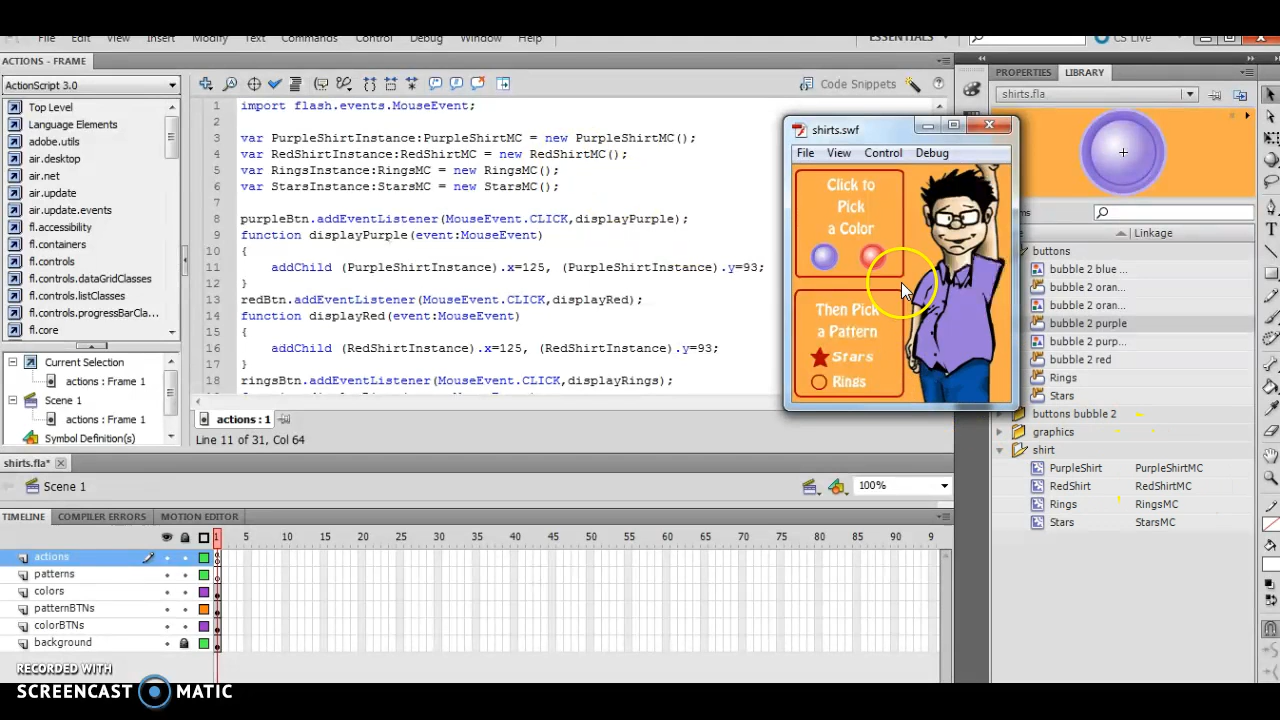 File Edit View Insert Modify Text Commands Control Debug Window Help ESSENTIALS CS Live
ACTIONS - FRAME
ActionScript 3.0
Top Level
Language Elements
adobe.utils
air.desktop
air.net
air.update
air.update.events
fl.accessibility
fl.containers
fl.controls
fl.controls.dataGridClasses
fl.controls.listClasses
fl.controls.progressBarClas...
fl.core
Current Selection
actions : Frame 1
Scene 1
actions : Frame 1
Symbol Definition(s)
Code Snippets
1 import flash.events.MouseEvent;
2
3 var PurpleShirtInstance:PurpleShirtMC = new PurpleShirtMC();
4 var RedShirtInstance:RedShirtMC = new RedShirtMC();
5 var RingsInstance:RingsMC = new RingsMC();
6 var StarsInstance:StarsMC = new StarsMC();
7
8 purpleBtn.addEventListener(MouseEvent.CLICK,displayPurple);
9 function displayPurple(event:MouseEvent)
10 {
11 addChild (PurpleShirtInstance).x=125, (PurpleShirtInstance).y=93;
12 }
13 redBtn.addEventListener(MouseEvent.CLICK,displayRed);
14 function displayRed(event:MouseEvent)
15 {
16 addChild (RedShirtInstance).x=125, (RedShirtInstance).y=93;
17 }
18 ringsBtn.addEventListener(MouseEvent.CLICK,displayRings);
actions : 1
Line 11 of 31, Col 64
shirts.swf
File View Control Debug
Click to
Pick
a Color
Then Pick
a Pattern
Stars
Rings
PROPERTIES LIBRARY
shirts.fla
Linkage
buttons
bubble 2 blue ...
bubble 2 oran...
bubble 2 oran...
bubble 2 purple
bubble 2 purp...
bubble 2 red
Rings
Stars
buttons bubble 2
graphics
shirt
PurpleShirt PurpleShirtMC
RedShirt RedShirtMC
Rings RingsMC
Stars StarsMC
shirts.fla*
Scene 1
100%
TIMELINE COMPILER ERRORS MOTION EDITOR
1 5 10 15 20 25 30 35 40 45 50 55 60 65 70 75 80 85 90 9
actions
patterns
colors
patternBTNs
colorBTNs
background
RECORDED WITH
SCREENCAST MATIC